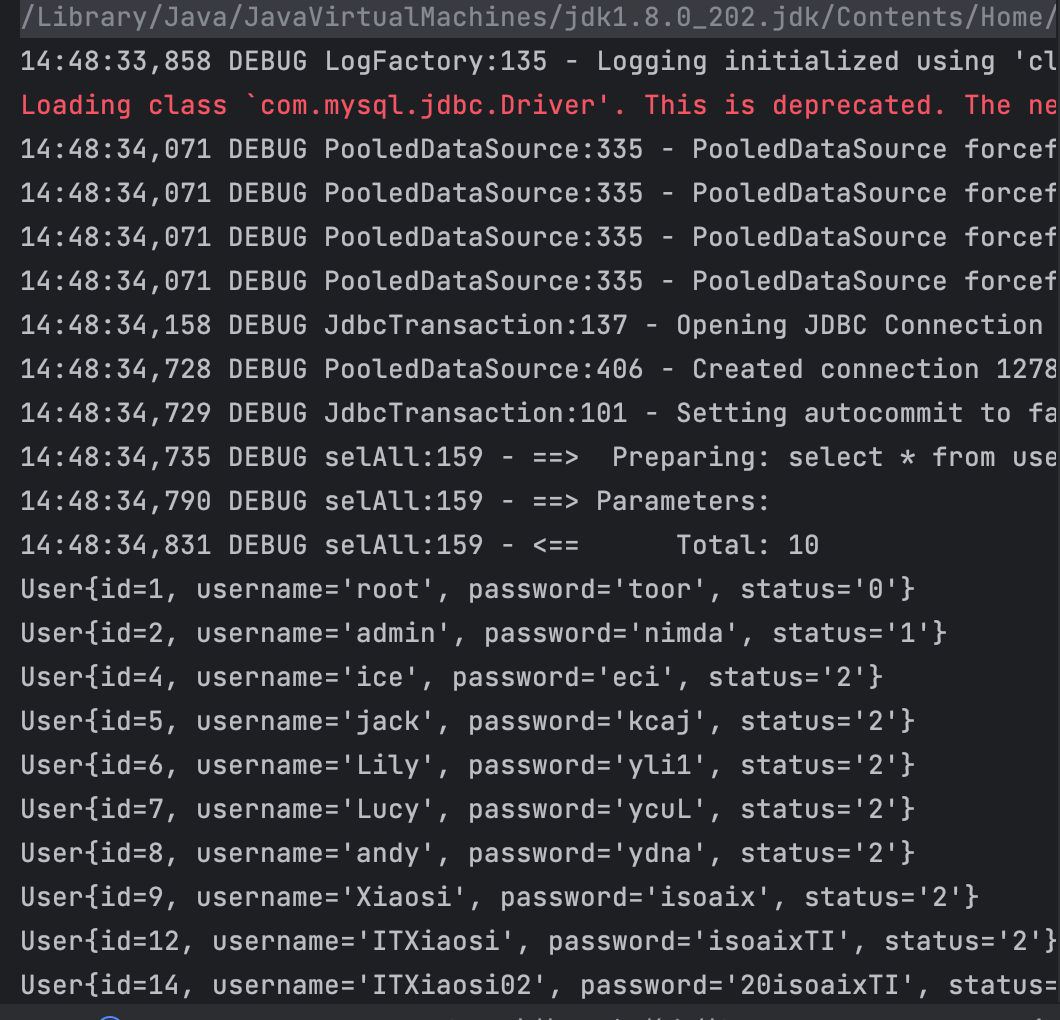 /Library/Java/JavaVirtualMachines/jdk1.8.0_202.jdk/Contents/Home/
14:48:33,858 DEBUG LogFactory:135 - Logging initialized using 'cl
Loading class `com.mysql.jdbc.Driver'. This is deprecated. The ne
14:48:34,071 DEBUG PooledDataSource:335 - PooledDataSource forcef
14:48:34,071 DEBUG PooledDataSource:335 - PooledDataSource forcef
14:48:34,071 DEBUG PooledDataSource:335 - PooledDataSource forcef
14:48:34,071 DEBUG PooledDataSource:335 - PooledDataSource forcef
14:48:34,158 DEBUG JdbcTransaction:137 - Opening JDBC Connection
14:48:34,728 DEBUG PooledDataSource:406 - Created connection 1278
14:48:34,729 DEBUG JdbcTransaction:101 - Setting autocommit to fa
14:48:34,735 DEBUG selAll:159 - ==>  Preparing: select * from use
14:48:34,790 DEBUG selAll:159 - ==> Parameters:
14:48:34,831 DEBUG selAll:159 - <==      Total: 10
User{id=1, username='root', password='toor', status='0'}
User{id=2, username='admin', password='nimda', status='1'}
User{id=4, username='ice', password='eci', status='2'}
User{id=5, username='jack', password='kcaj', status='2'}
User{id=6, username='Lily', password='yli1', status='2'}
User{id=7, username='Lucy', password='ycuL', status='2'}
User{id=8, username='andy', password='ydna', status='2'}
User{id=9, username='Xiaosi', password='isoaix', status='2'}
User{id=12, username='ITXiaosi', password='isoaixTI', status='2'}
User{id=14, username='ITXiaosi02', password='20isoaixTI', status=